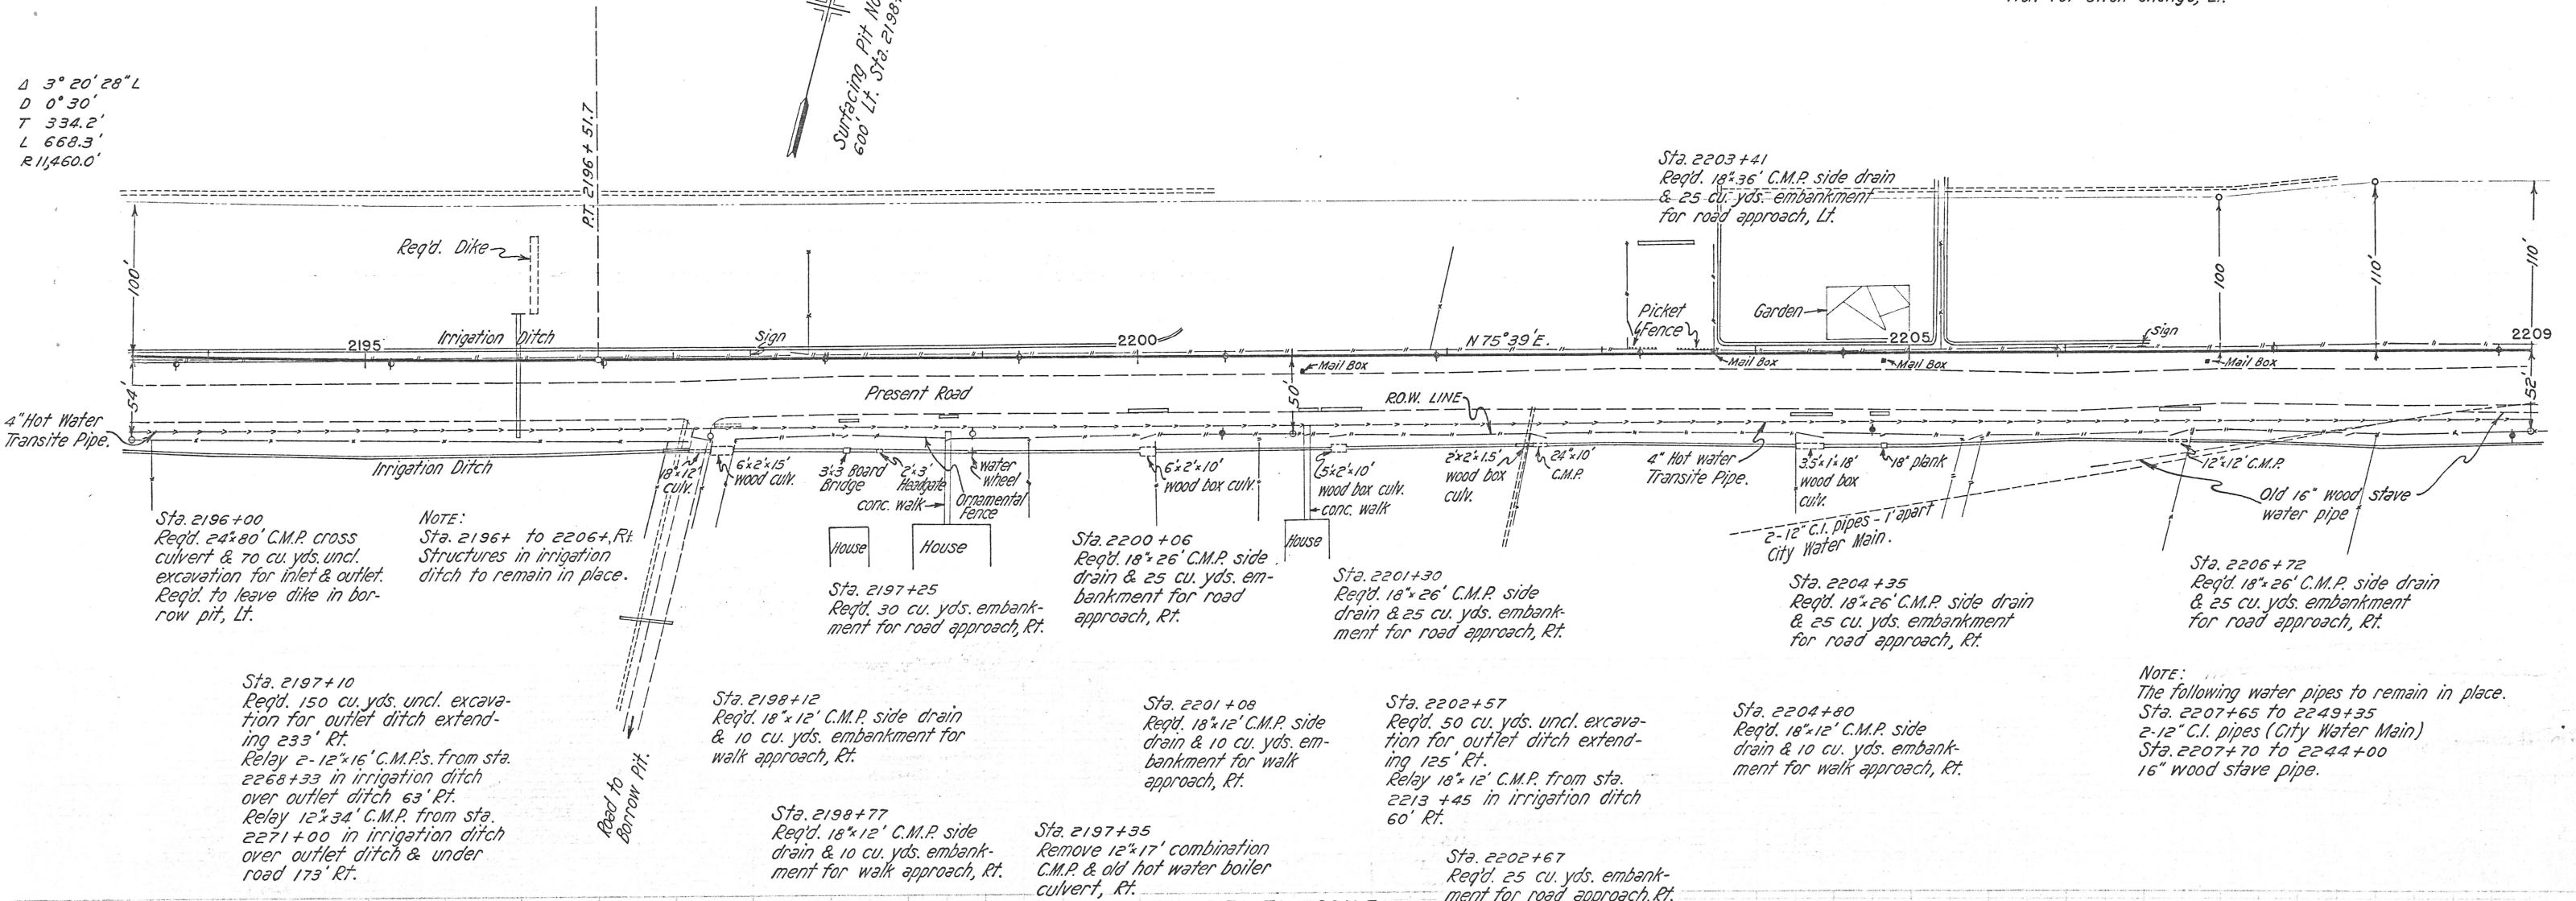 Δ 3° 20' 28" L
D 0° 30'
T 334.2'
L 668.3'
R 11,460.0'
P.T. 2196 + 51.7
Surfacing Pit
600' Lt. Sta. 2198+
Sta. 2203 +41
Req'd. 18"x36' C.M.P. side drain
& 25 cu. yds. embankment
for road approach, Lt.
Req'd. Dike
100'
Irrigation Ditch
2195
sign
2200
N 75° 39' E.
Picket
Fence
Garden
2205
sign
2209
100
110'
110'
Mail Box
Mail Box
Mail Box
Mail Box
54'
50'
52'
Present Road
R.O.W. LINE
4" Hot Water
Transite Pipe.
Irrigation Ditch
18"x12'
culv.
6'x2'x15'
wood culv.
3'x3' Board
Bridge
2'x3'
Headgate
conc. walk
water
wheel
Ornamental
Fence
6'x2'x10'
wood box culv.
5'x2'x10'
wood box culv.
conc. walk
2'x2'x1.5'
wood box
culv.
24"x10'
C.M.P.
4" Hot water
Transite Pipe.
3.5'x1'x18'
wood box
culv.
18" plank
12"x12' C.M.P.
Old 16" wood stave
water pipe
2-12" C.I. pipes - 1' apart
City Water Main.
House
House
House
Sta. 2196+00
Req'd. 24"x80' C.M.P. cross
culvert & 70 cu. yds. uncl.
excavation for inlet & outlet.
Req'd. to leave dike in bor-
row pit, Lt.
NOTE:
Sta. 2196+ to 2206+, Rt.
Structures in irrigation
ditch to remain in place.
Sta. 2197+25
Req'd. 30 cu. yds. embank-
ment for road approach, Rt.
Sta. 2200 +06
Req'd. 18"x26' C.M.P. side
drain & 25 cu. yds. em-
bankment for road
approach, Rt.
Sta. 2201+30
Req'd. 18"x26' C.M.P. side
drain & 25 cu. yds. embank-
ment for road approach, Rt.
Sta. 2204 +35
Req'd. 18"x26' C.M.P. side drain
& 25 cu. yds. embankment
for road approach, Rt.
Sta. 2206+72
Req'd. 18"x26' C.M.P. side drain
& 25 cu. yds. embankment
for road approach, Rt.
Sta. 2197+10
Req'd. 150 cu. yds. uncl. excava-
tion for outlet ditch extend-
ing 233' Rt.
Relay 2-12"x16' C.M.P.'s. from sta.
2268+33 in irrigation ditch
over outlet ditch 63' Rt.
Relay 12"x34' C.M.P. from sta.
2271+00 in irrigation ditch
over outlet ditch & under
road 173' Rt.
Road to
Borrow Pit.
Sta. 2198+12
Req'd. 18"x12' C.M.P. side drain
& 10 cu. yds. embankment for
walk approach, Rt.
Sta. 2198+77
Req'd. 18"x12' C.M.P. side
drain & 10 cu. yds. embank-
ment for walk approach, Rt.
Sta. 2201 +08
Req'd. 18"x12' C.M.P. side
drain & 10 cu. yds. em-
bankment for walk
approach, Rt.
Sta. 2197+35
Remove 12"x17' combination
C.M.P. & old hot water boiler
culvert, Rt.
Sta. 2202+57
Req'd. 50 cu. yds. uncl. excava-
tion for outlet ditch extend-
ing 125' Rt.
Relay 18"x12' C.M.P. from sta.
2213 +45 in irrigation ditch
60' Rt.
Sta. 2202+67
Req'd. 25 cu. yds. embank-
ment for road approach, Rt.
Sta. 2204+80
Req'd. 18"x12' C.M.P. side
drain & 10 cu. yds. embank-
ment for walk approach, Rt.
NOTE:
The following water pipes to remain in place.
Sta. 2207+65 to 2249+35
2-12" C.I. pipes (City Water Main)
Sta. 2207+70 to 2244+00
16" wood stave pipe.